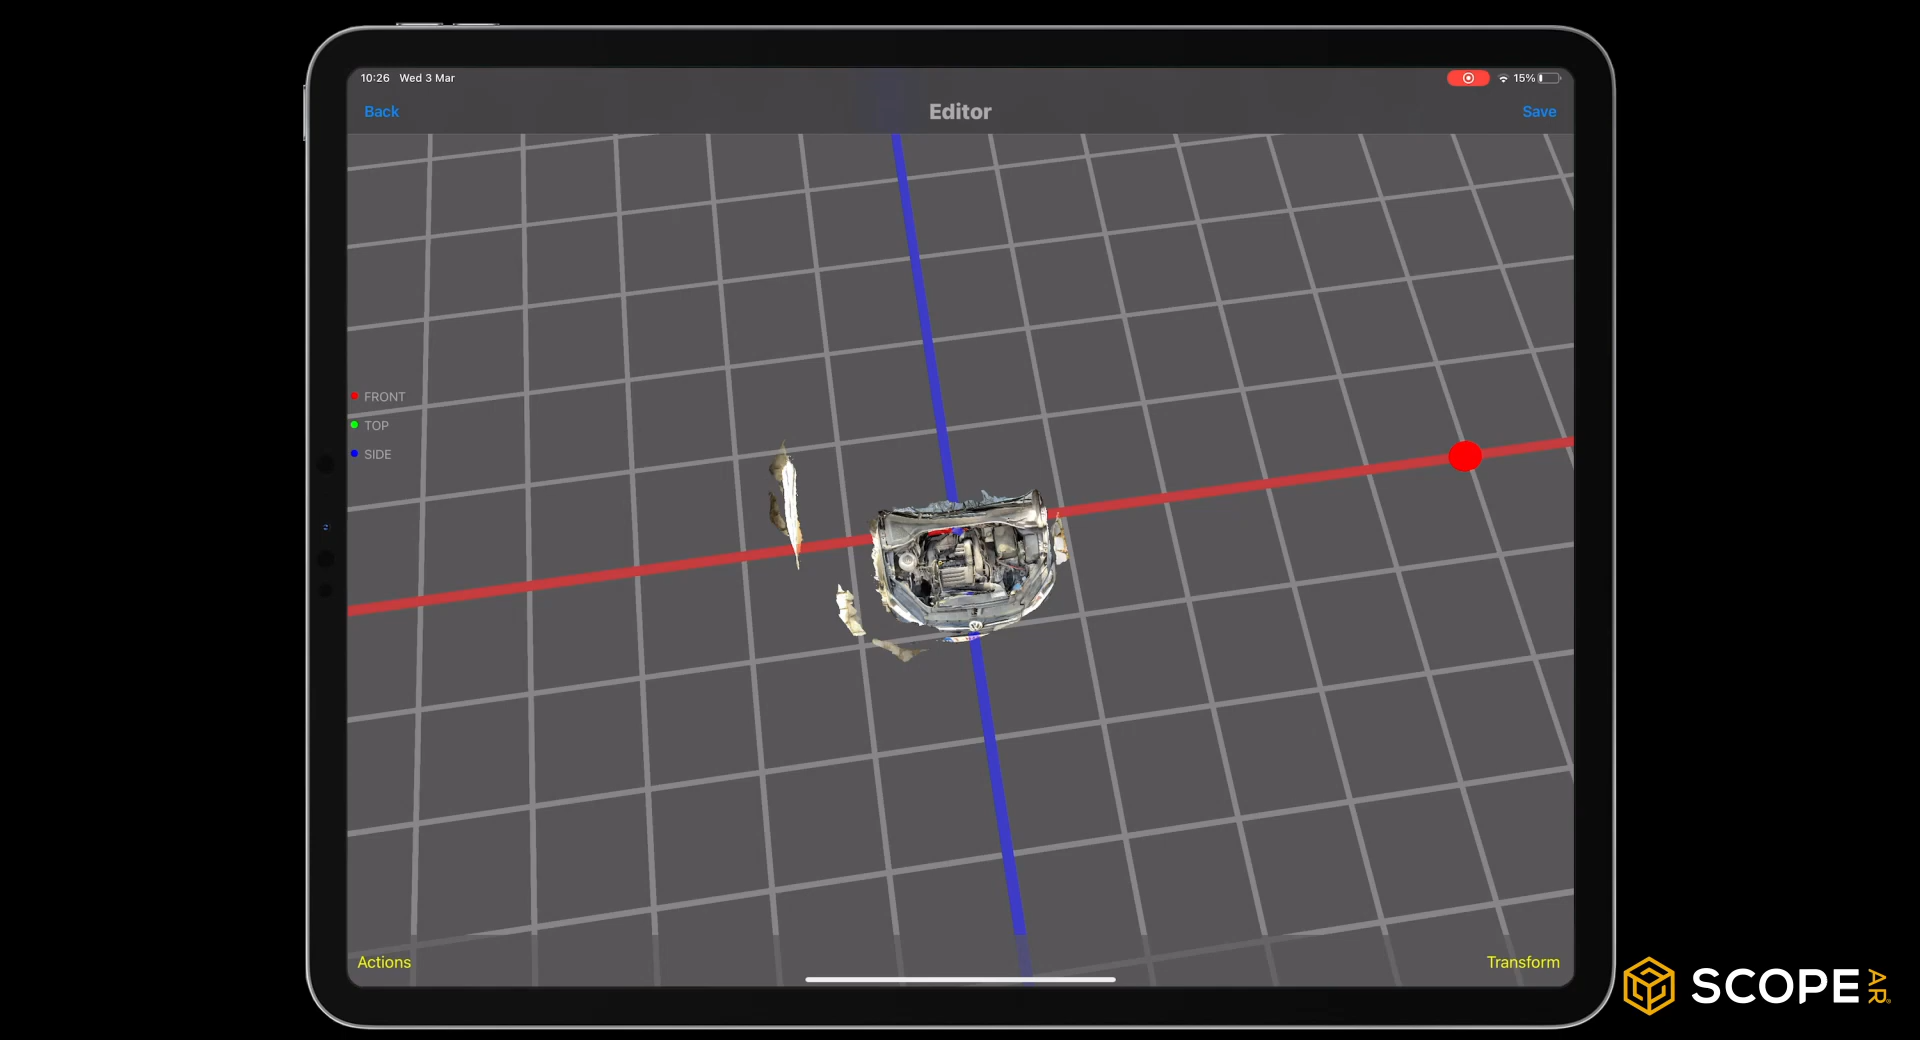 10:26 Wed 3 Mar
15%
Back
Editor
Save
FRONT
TOP
SIDE
Actions
Transform
SCOPE AR